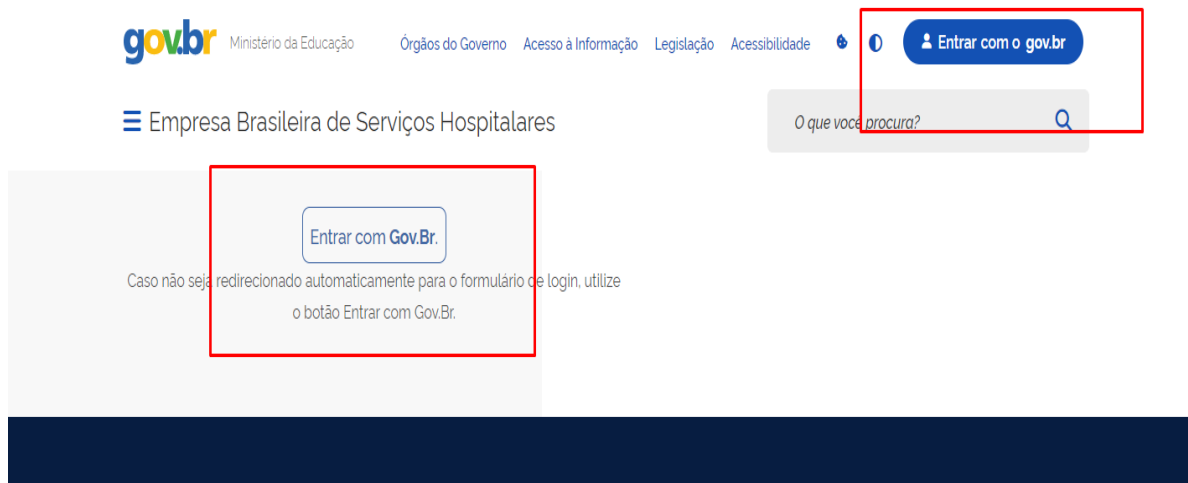 gov.br Ministério da Educação Órgãos do Governo Acesso à Informação Legislação Acessibilidade Entrar com o gov.br
Empresa Brasileira de Serviços Hospitalares O que você procura?
Entrar com Gov.Br.
Caso não seja redirecionado automaticamente para o formulário de login, utilize
o botão Entrar com Gov.Br.